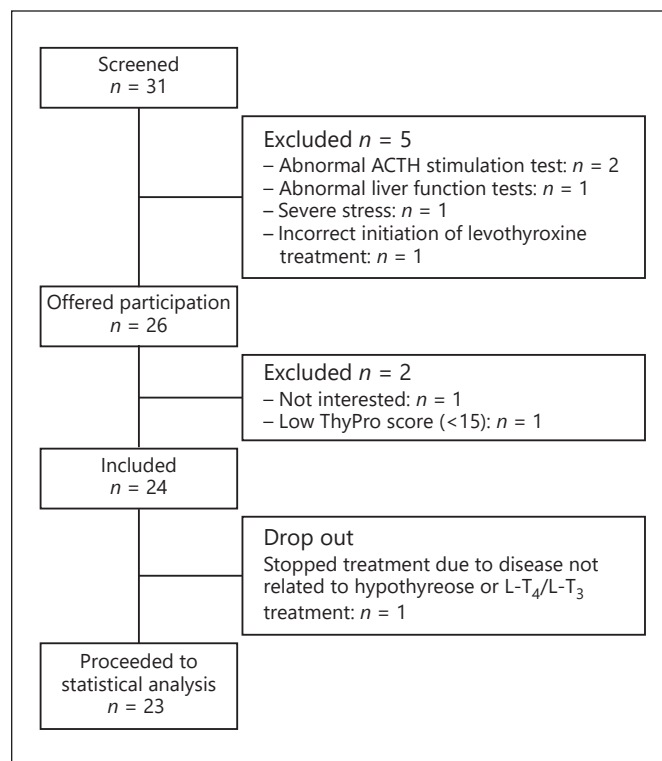 Screened
n = 31
Excluded n = 5
– Abnormal ACTH stimulation test: n = 2
– Abnormal liver function tests: n = 1
– Severe stress: n = 1
– Incorrect initiation of levothyroxine
treatment: n = 1
Offered participation
n = 26
Excluded n = 2
– Not interested: n = 1
– Low ThyPro score (<15): n = 1
Included
n = 24
Drop out
Stopped treatment due to disease not
related to hypothyreose or L-T4/L-T3
treatment: n = 1
Proceeded to
statistical analysis
n = 23